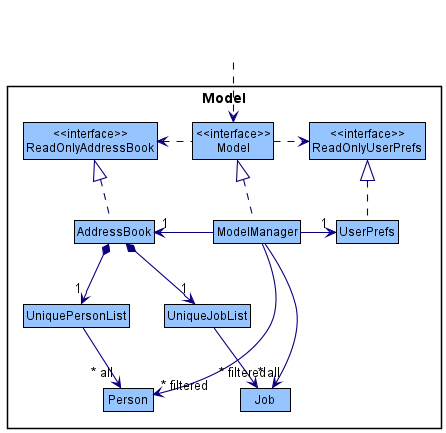 Model
<<interface>>
ReadOnlyAddressBook
<<interface>>
Model
<<interface>>
ReadOnlyUserPrefs
AddressBook
1
ModelManager
1
UserPrefs
1
1
UniquePersonList
UniqueJobList
* all
* filtered
* filtered
* all
Person
Job